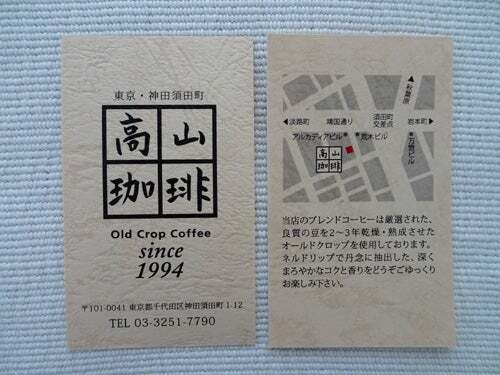 東京・神田須田町
高山
珈琲
Old Crop Coffee
since
1994
〒101-0041 東京都千代田区神田須田町 1-12
TEL 03-3251-7790
秋葉原
淡路町
靖国通り
須田町
交差点
岩本町
アルカディアビル
荒木ビル
万惣ビル
高山
珈琲
当店のブレンドコーヒーは厳選された、
良質の豆を2〜3年乾燥・熟成させた
オールドクロップを使用しております。
ネルドリップで丹念に抽出した、深く
まろやかなコクと香りをどうぞごゆっくり
お楽しみ下さい。